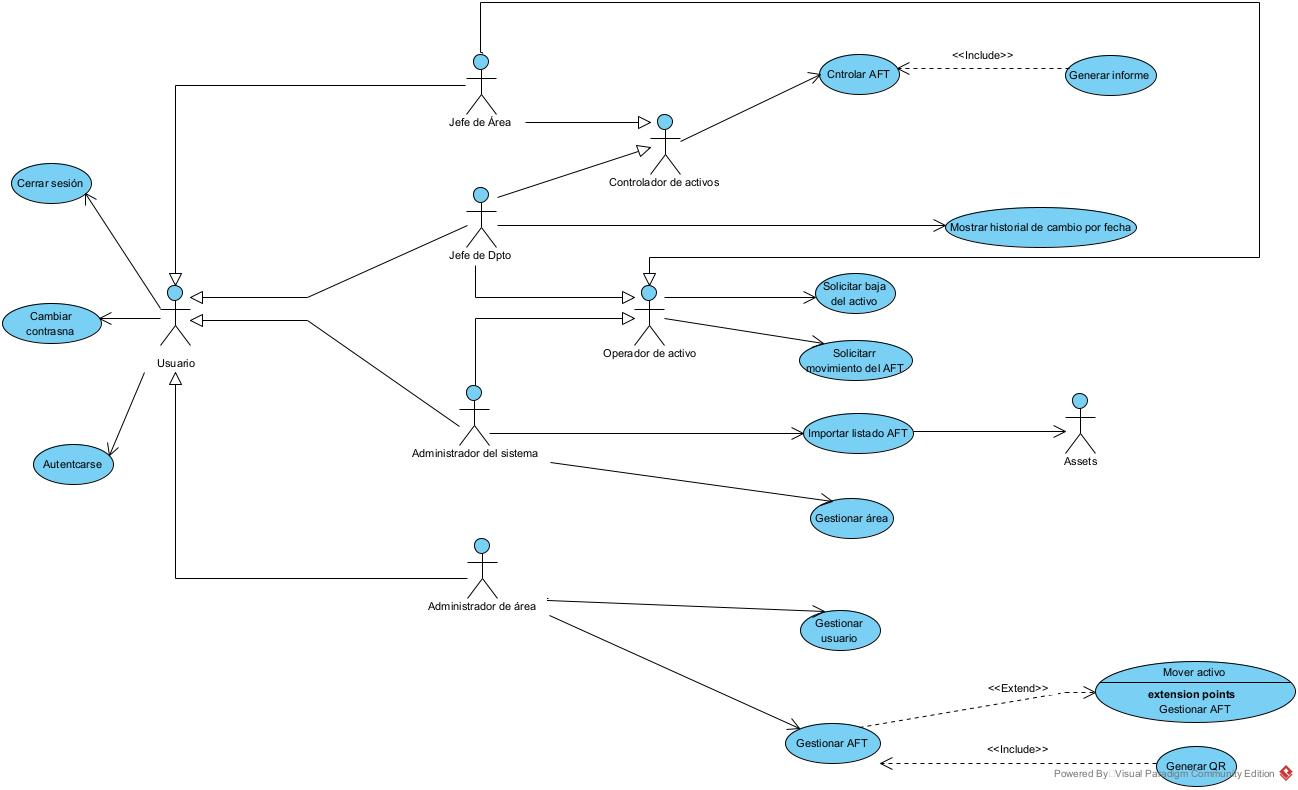 <<Include>>
Cntrolar AFT
Generar informe
Jefe de Área
Controlador de activos
Cerrar sesión
Mostrar historial de cambio por fecha
Jefe de Dpto
Solicitar baja
del activo
Cambiar
contrasna
Usuario
Operador de activo
Solicitarr
movimiento del AFT
Importar listado AFT
Administrador del sistema
Assets
Autentcarse
Gestionar área
Administrador de área
Gestionar
usuario
Mover activo
<<Extend>>
extension points
Gestionar AFT
Gestionar AFT
<<Include>>
Generar QR
Powered By Visual Paradigm Community Edition